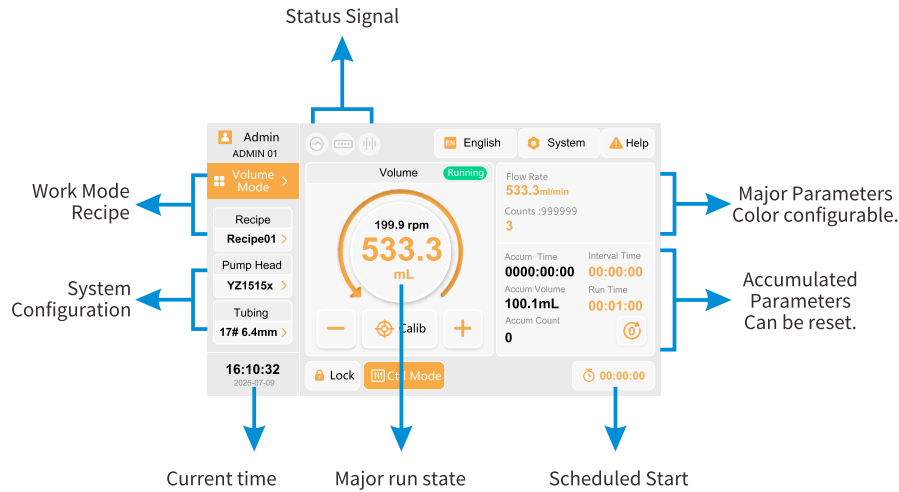 Status Signal
Admin
ADMIN 01
EN English
System
Help
Volume
Mode
Volume
Running
Flow Rate
533.3ml/min
Counts :999999
3
Work Mode
Recipe
Major Parameters
Color configurable.
Recipe
Recipe01
199.9 rpm
533.3
mL
Pump Head
YZ1515x
Accum Time
0000:00:00
Interval Time
00:00:00
Accum Volume
100.1mL
Run Time
00:01:00
Accum Count
0
0
System
Configuration
Accumulated
Parameters
Can be reset.
Tubing
17# 6.4mm
Calib
16:10:32
2025-07-09
Lock
Ctrl Mode
00:00:00
Current time
Major run state
Scheduled Start